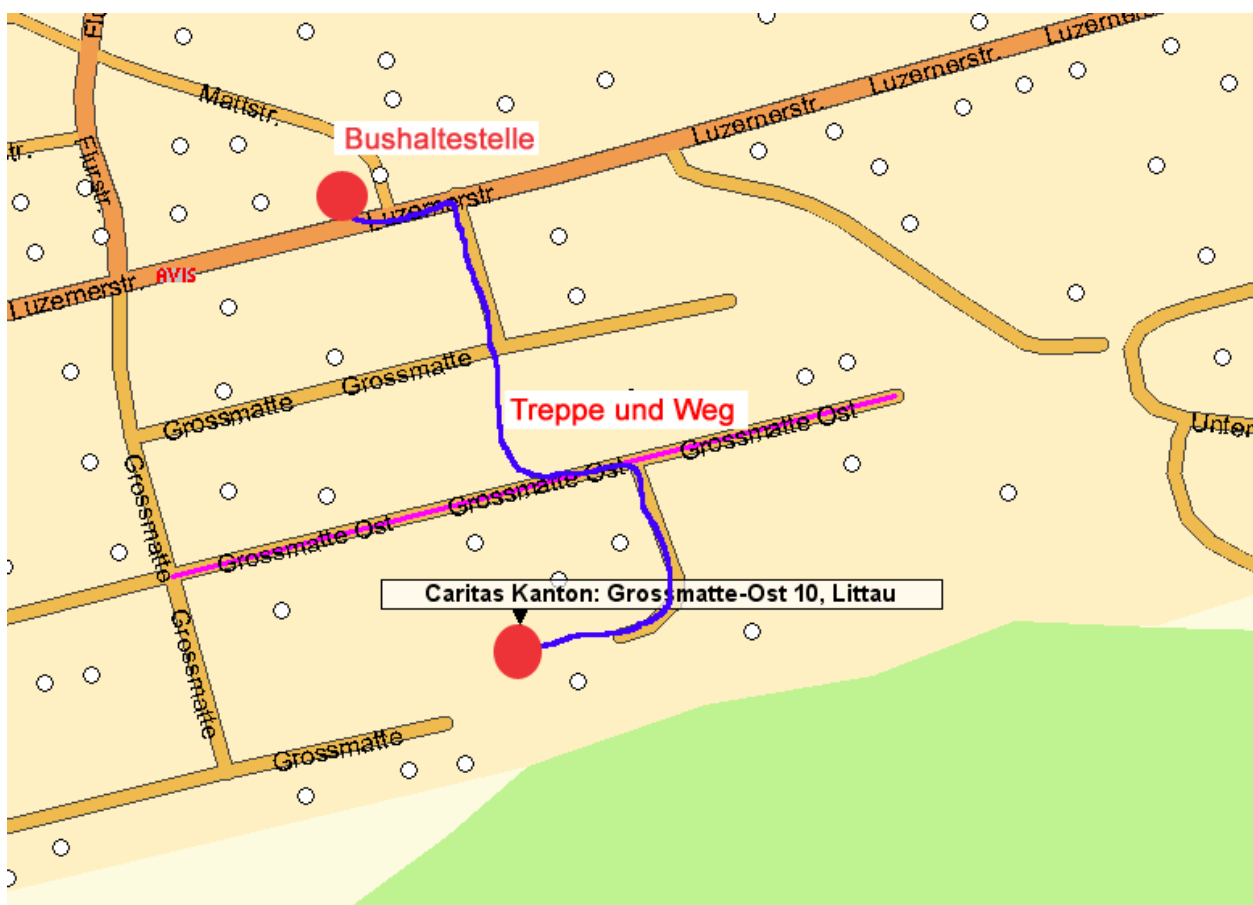 Luzernerstr.
Mattstr.
Luzernerstr.
Luzernerstr.
Bushaltestelle
Flurstr.
Luzernerstr.
AVIS
Luzernerstr.
Grossmatte
Grossmatte
Treppe und Weg
Grossmatte Ost
Unter
Grossmatte
Grossmatte Ost
Grossmatte Ost
Caritas Kanton: Grossmatte-Ost 10, Littau
Grossmatte
Grossmatte